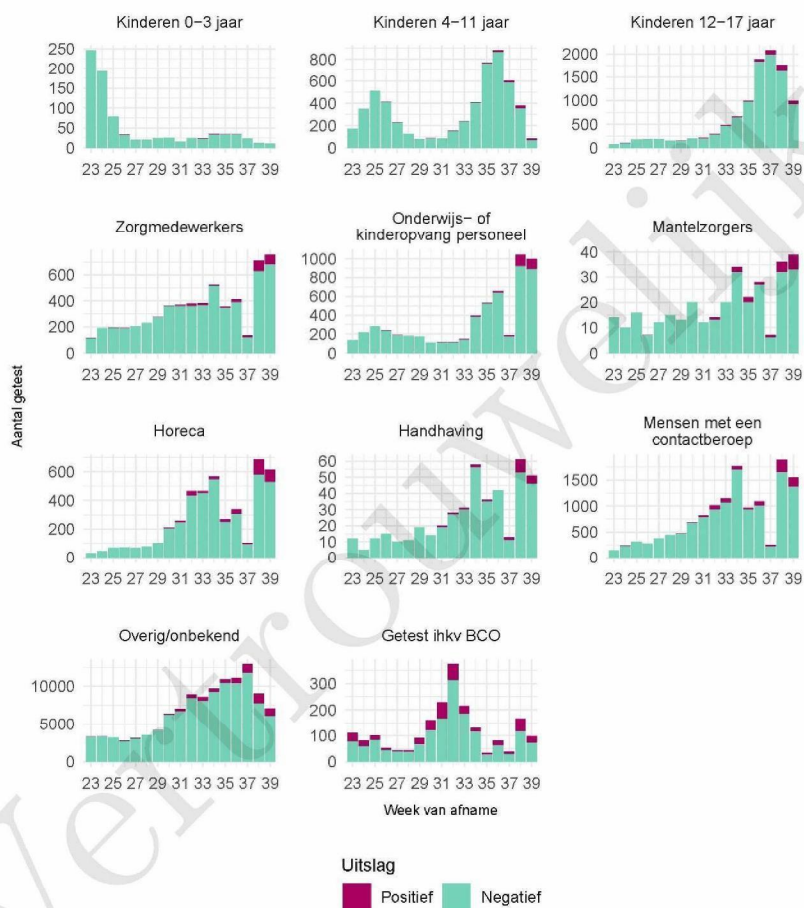 Kinderen 0−3 jaar
250
200
150
100
50
0
23 25 27 29 31 33 35 37 39
Kinderen 4−11 jaar
800
600
400
200
0
23 25 27 29 31 33 35 37 39
Kinderen 12−17 jaar
2000
1500
1000
500
0
23 25 27 29 31 33 35 37 39
Zorgmedewerkers
600
400
200
0
23 25 27 29 31 33 35 37 39
Onderwijs− of
kinderopvang personeel
1000
800
600
400
200
0
23 25 27 29 31 33 35 37 39
Mantelzorgers
40
30
20
10
0
23 25 27 29 31 33 35 37 39
Aantal getest
Horeca
600
400
200
0
23 25 27 29 31 33 35 37 39
Handhaving
60
50
40
30
20
10
0
23 25 27 29 31 33 35 37 39
Mensen met een
contactberoep
1500
1000
500
0
23 25 27 29 31 33 35 37 39
Overig/onbekend
10000
5000
0
23 25 27 29 31 33 35 37 39
Getest ihkv BCO
300
200
100
0
23 25 27 29 31 33 35 37 39
Week van afname
Uitslag
Positief Negatief
Vertrouwelijk